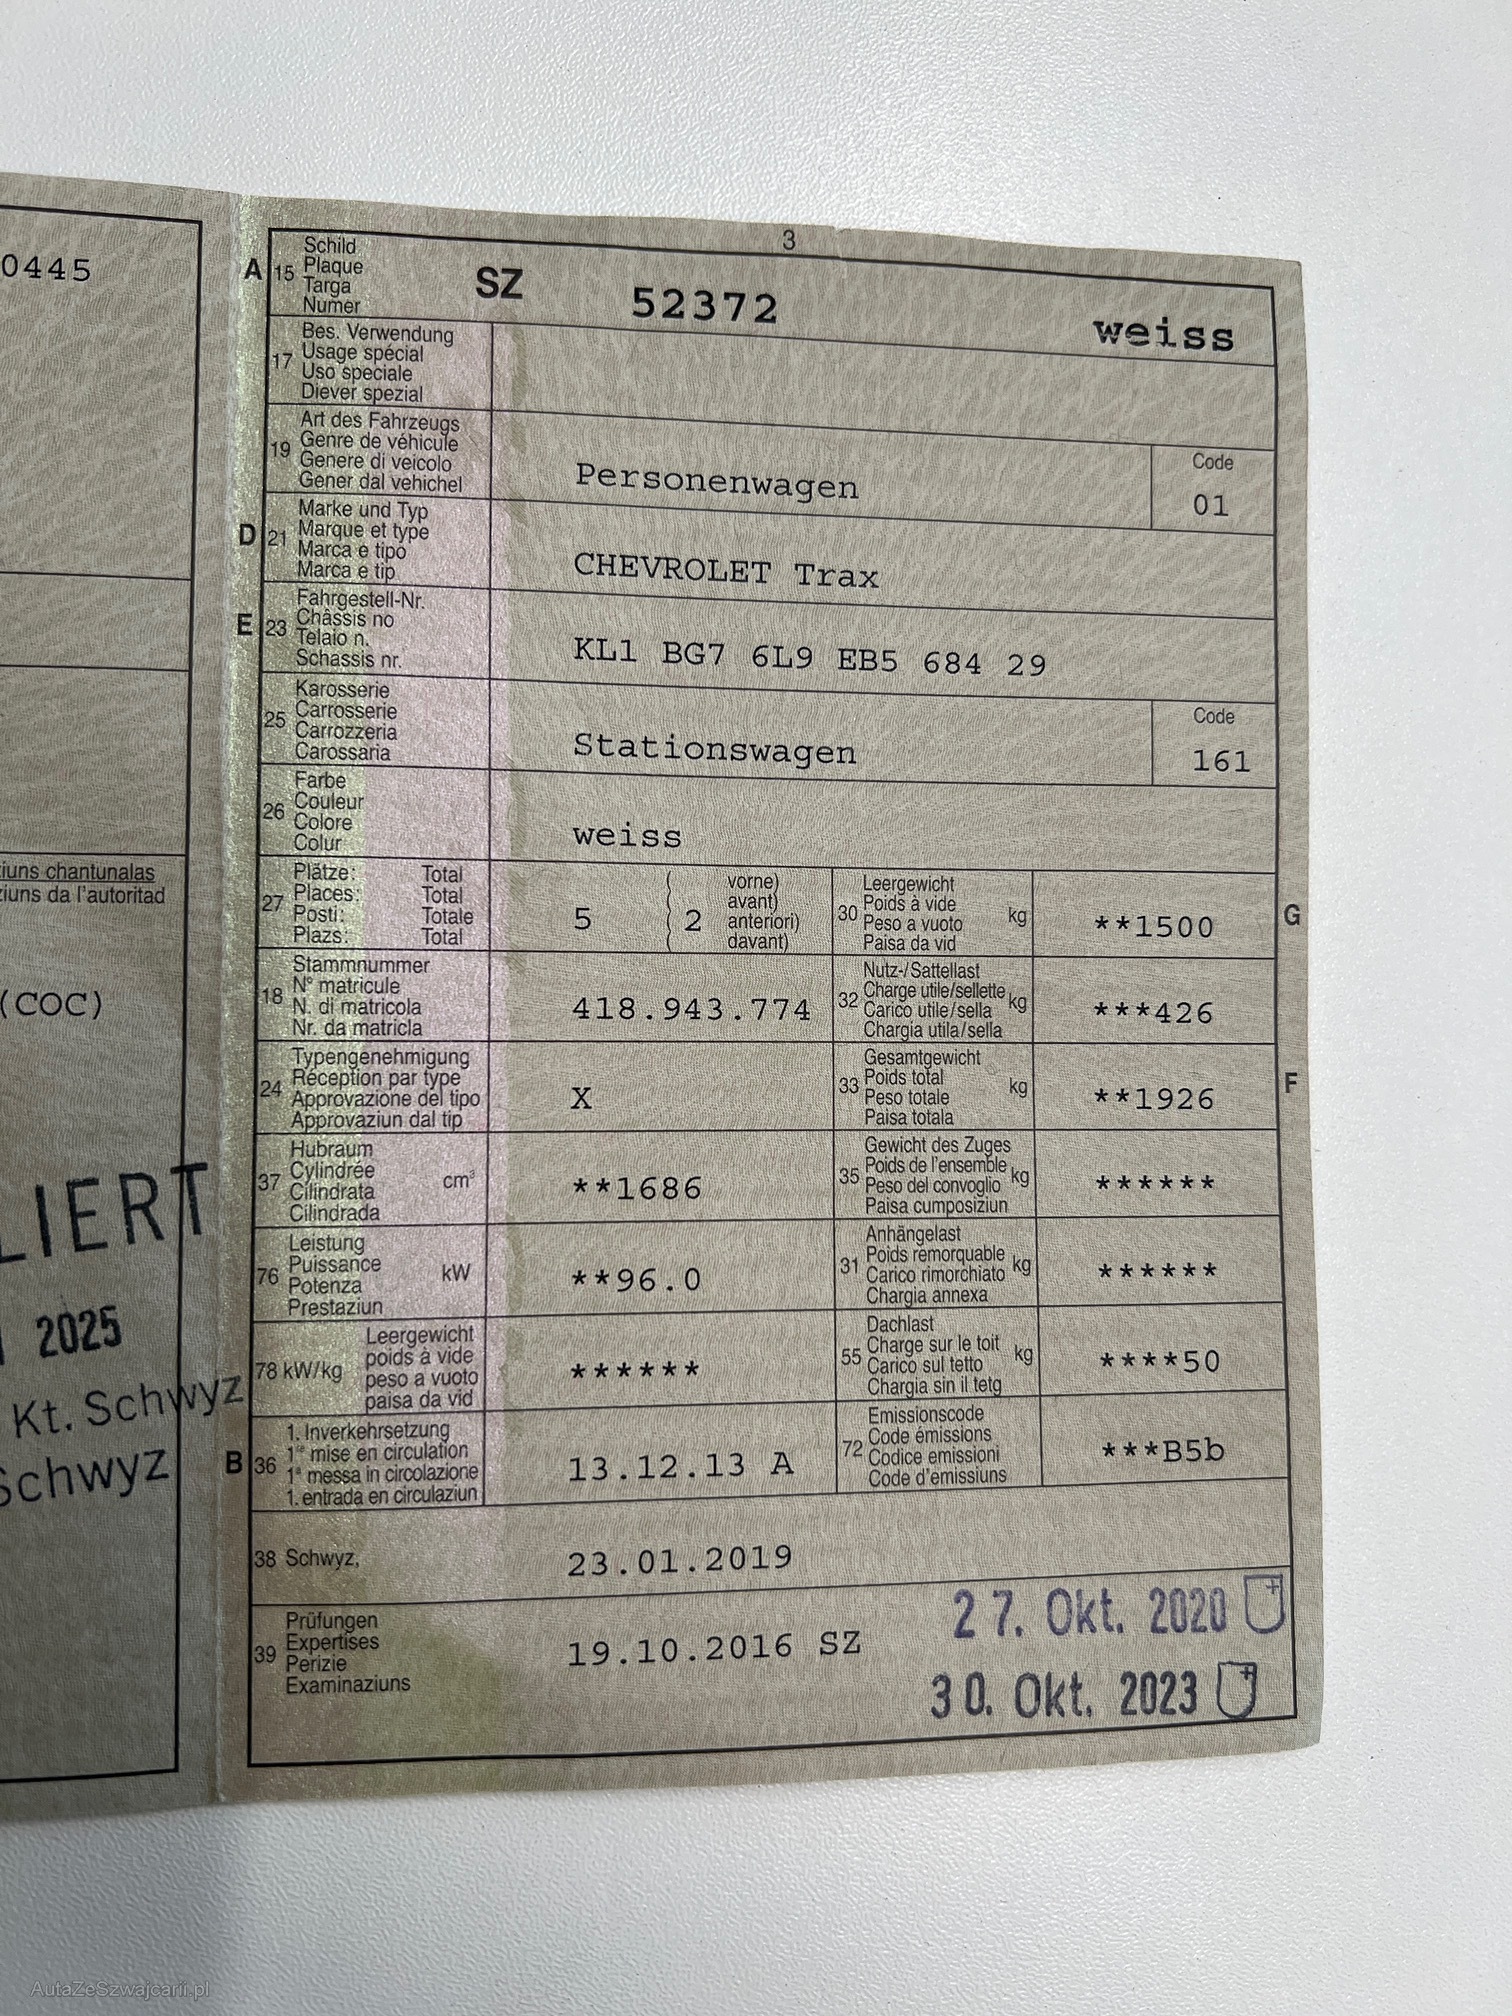 0445
iuns chantunalas
ziuns da l'autoritad
(COC)
LIERT
2025
Kt. Schwyz
Schwyz
3
A 15 Schild
Plaque
Targa
Numer
SZ 52372 weiss
17 Bes. Verwendung
Usage spécial
Uso speciale
Diever spezial
19 Art des Fahrzeugs
Genre de véhicule
Genere di veicolo
Gener dal vehichel
Personenwagen
Code
01
D 21 Marke und Typ
Marque et type
Marca e tipo
Marca e tip
CHEVROLET Trax
E 23 Fahrgestell-Nr.
Châssis no
Telaio n.
Schassis nr.
KL1 BG7 6L9 EB5 684 29
25 Karosserie
Carrosserie
Carrozzeria
Carossaria
Stationswagen
Code
161
26 Farbe
Couleur
Colore
Colur
weiss
27 Plätze: Total
Places: Total
Posti: Totale
Plazs: Total
5 ( 2 vorne)
( avant)
( anteriori)
( davant)
30 Leergewicht
Poids à vide
Peso a vuoto
Paisa da vid
kg
**1500
G
18 Stammnummer
N° matricule
N. di matricola
Nr. da matricla
418.943.774
32 Nutz-/Sattellast
Charge utile/sellette
Carico utile/sella
Chargia utila/sella
kg
***426
24 Typengenehmigung
Réception par type
Approvazione del tipo
Approvaziun dal tip
X
33 Gesamtgewicht
Poids total
Peso totale
Paisa totala
kg
**1926
F
37 Hubraum
Cylindrée
Cilindrata
Cilindrada
cm³
**1686
35 Gewicht des Zuges
Poids de l'ensemble
Peso del convoglio
Paisa cumposiziun
kg
******
76 Leistung
Puissance
Potenza
Prestaziun
kW
**96.0
31 Anhängelast
Poids remorquable
Carico rimorchiato
Chargia annexa
kg
******
78 kW/kg Leergewicht
poids à vide
peso a vuoto
paisa da vid
******
55 Dachlast
Charge sur le toit
Carico sul tetto
Chargia sin il tetg
kg
****50
B 36 1. Inverkehrsetzung
1re mise en circulation
1a messa in circolazione
1. entrada en circulaziun
13.12.13 A
72 Emissionscode
Code émissions
Codice emissioni
Code d'emissiuns
***B5b
38 Schwyz, 23.01.2019
39 Prüfungen
Expertises
Perizie
Examinaziuns
19.10.2016 SZ
27. Okt. 2020
30. Okt. 2023
AutaZeSzwajcarii.pl